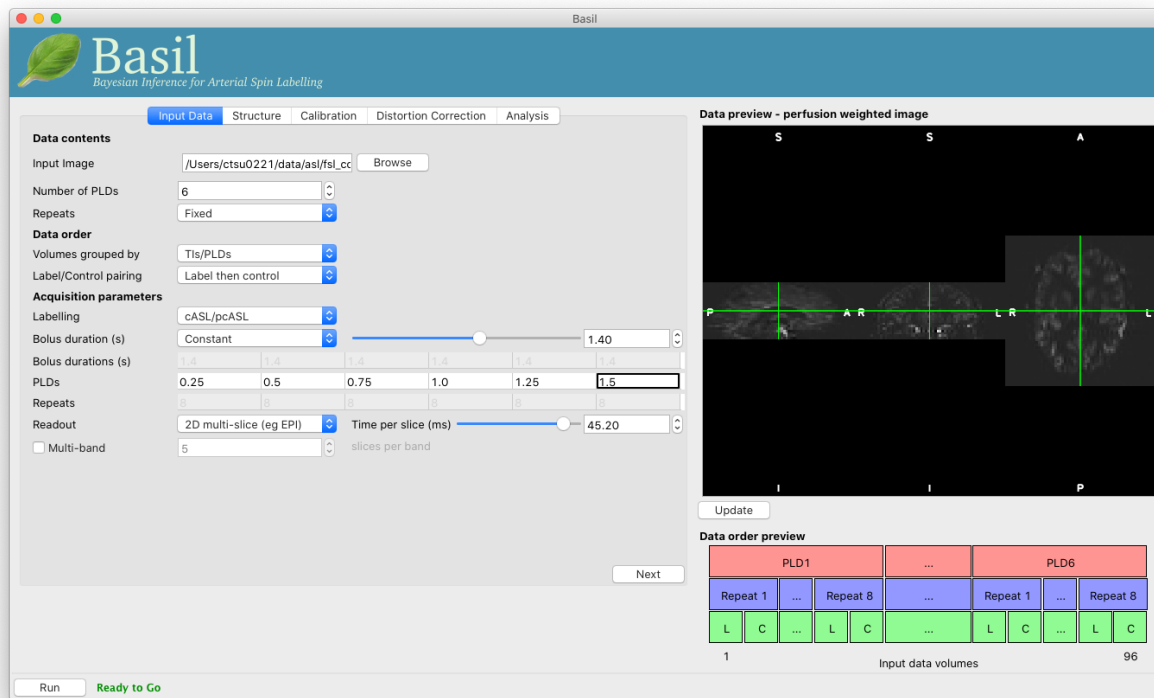 Basil
Basil
Bayesian Inference for Arterial Spin Labelling
Input Data Structure Calibration Distortion Correction Analysis
Data contents
Input Image /Users/ctsu0221/data/asl/fsl_cc Browse
Number of PLDs 6
Repeats Fixed
Data order
Volumes grouped by TIs/PLDs
Label/Control pairing Label then control
Acquisition parameters
Labelling cASL/pcASL
Bolus duration (s) Constant 1.40
Bolus durations (s) 1.4 1.4 1.4 1.4 1.4 1.4
PLDs 0.25 0.5 0.75 1.0 1.25 1.5
Repeats 8 8 8 8 8 8
Readout 2D multi-slice (eg EPI) Time per slice (ms) 45.20
Multi-band 5 slices per band
Next
Data preview - perfusion weighted image
S S A
P A R L R L
I I P
Update
Data order preview
PLD1 ... PLD6
Repeat 1 ... Repeat 8 ... Repeat 1 ... Repeat 8
L C ... L C ... L C ... L C
1 96
Input data volumes
Run Ready to Go